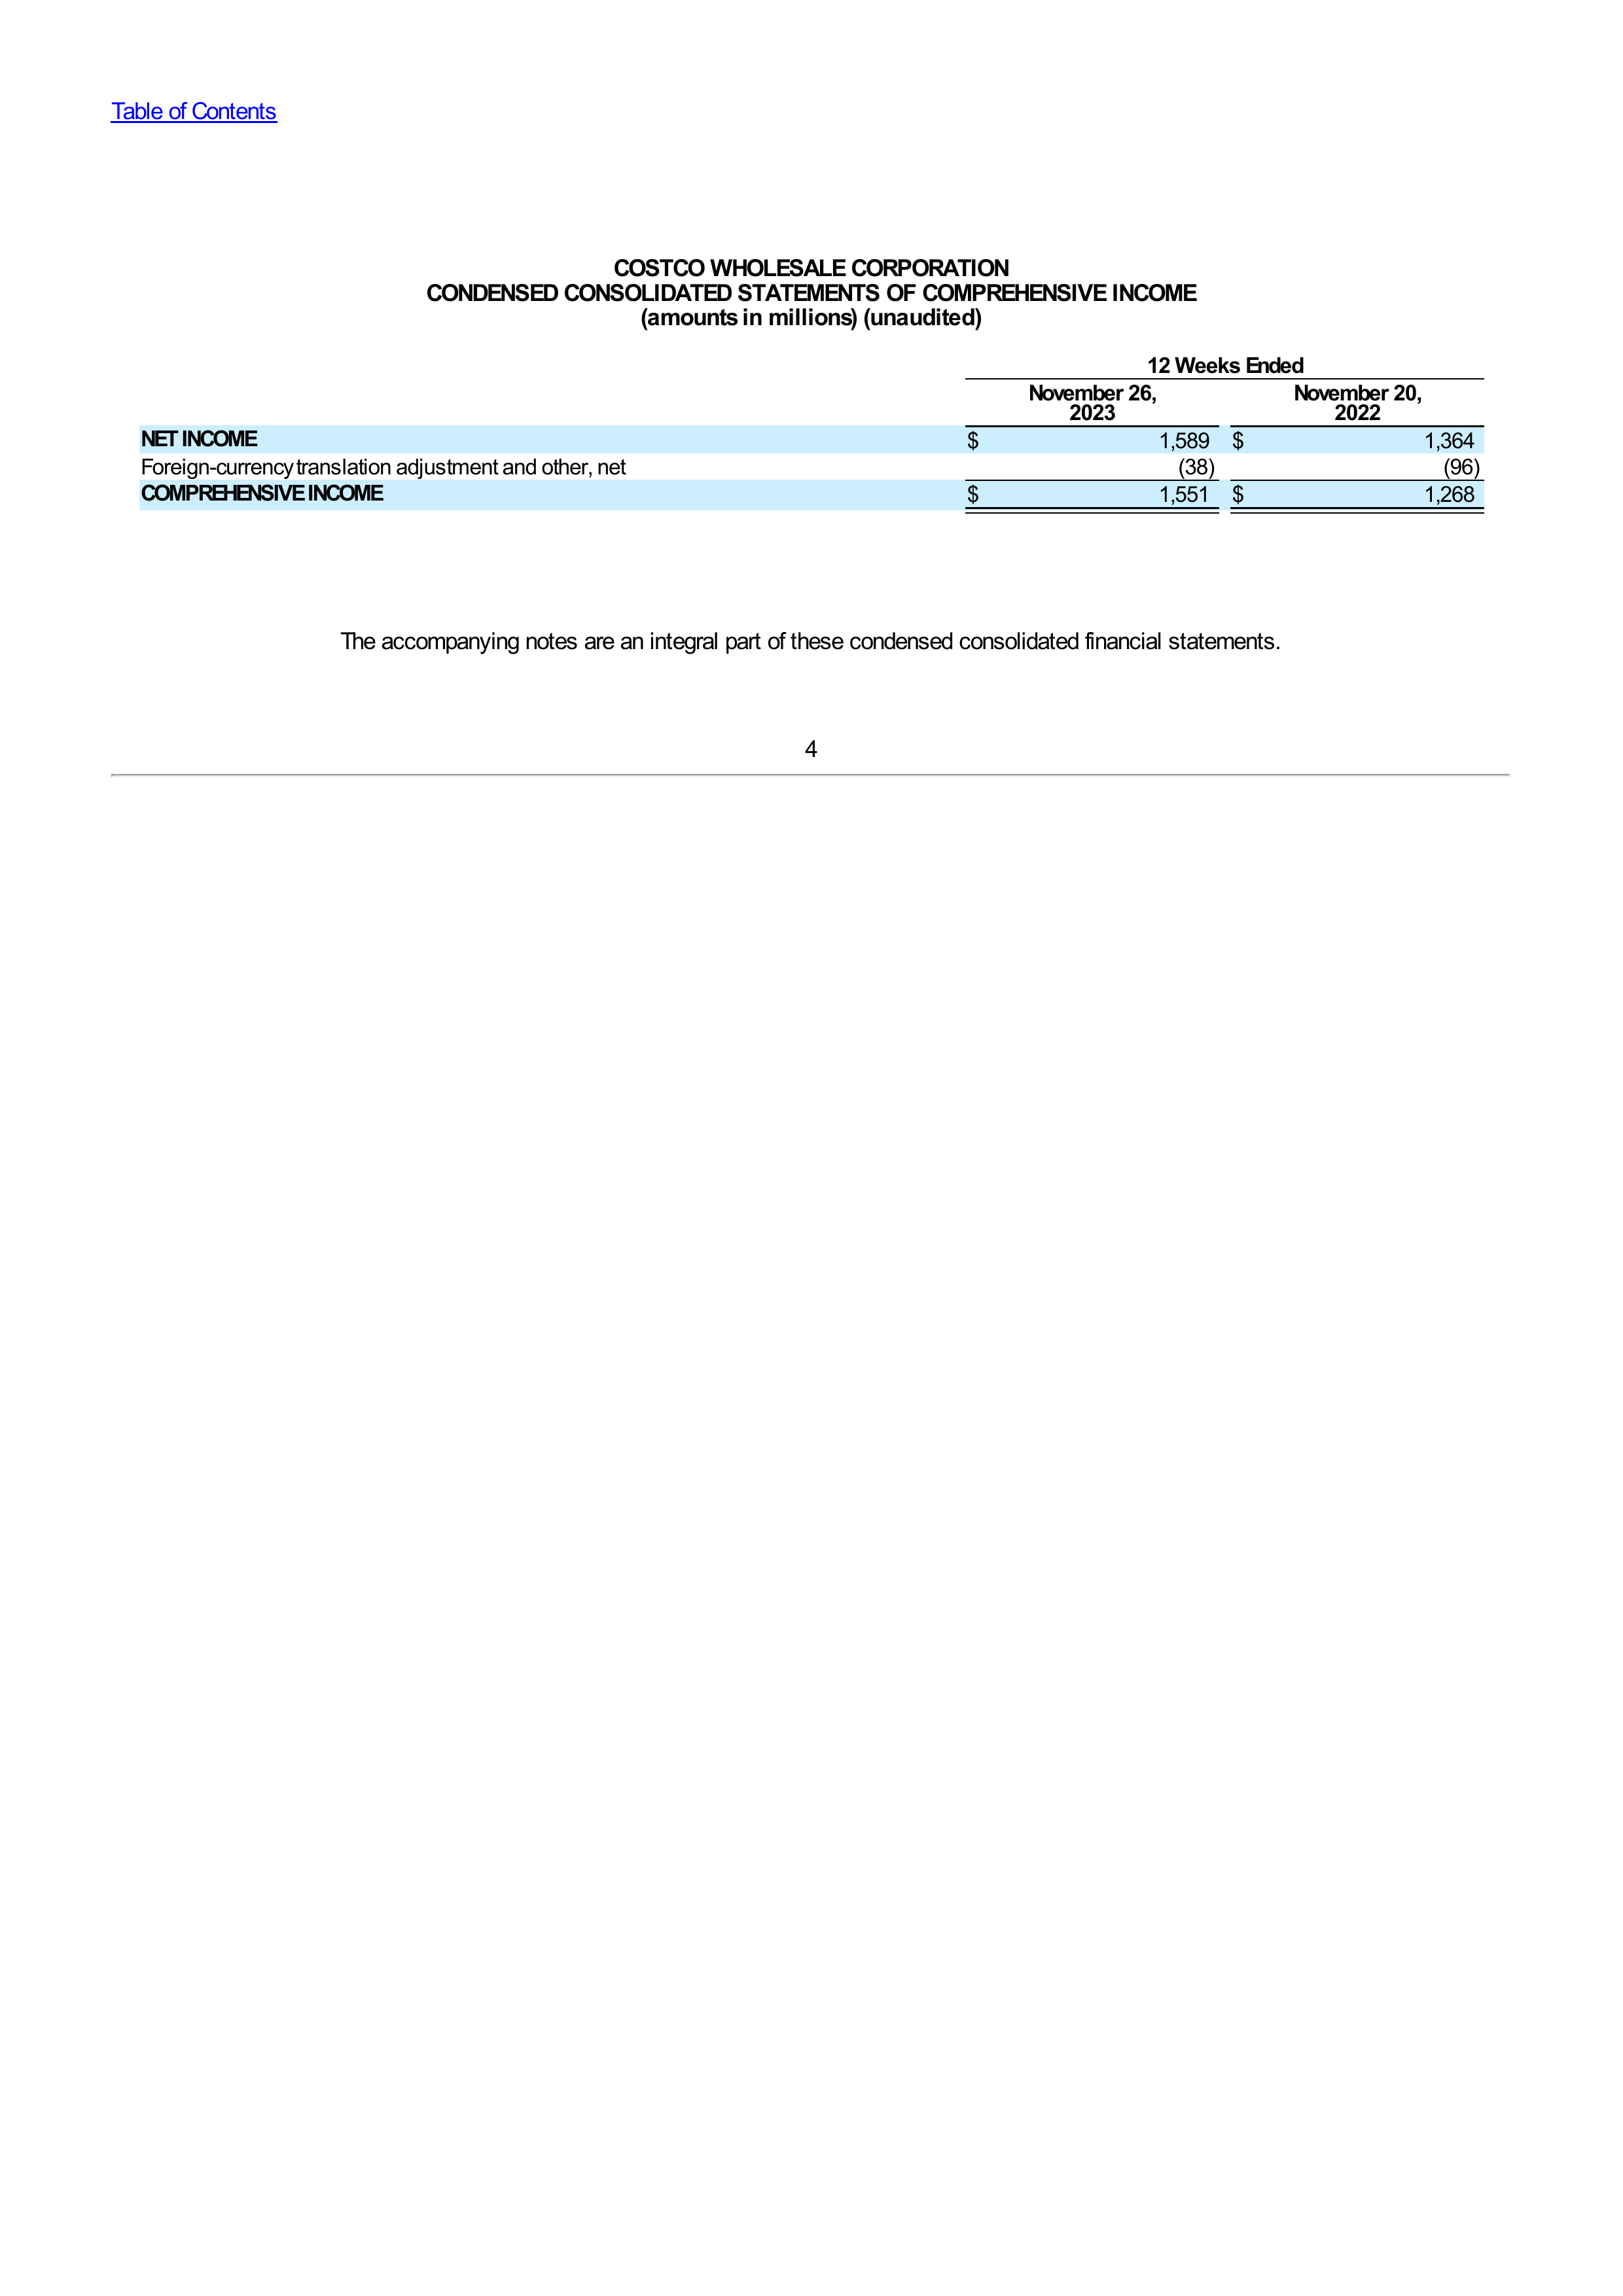 Table of Contents
COSTCO WHOLESALE CORPORATION
CONDENSED CONSOLIDATED STATEMENTS OF COMPREHENSIVE INCOME
(amounts in millions) (unaudited)
12 Weeks Ended
November 26, 2023 November 20, 2022
NET INCOME $ 1,589 $ 1,364
Foreign-currency translation adjustment and other, net (38) (96)
COMPREHENSIVE INCOME $ 1,551 $ 1,268
The accompanying notes are an integral part of these condensed consolidated financial statements.
4